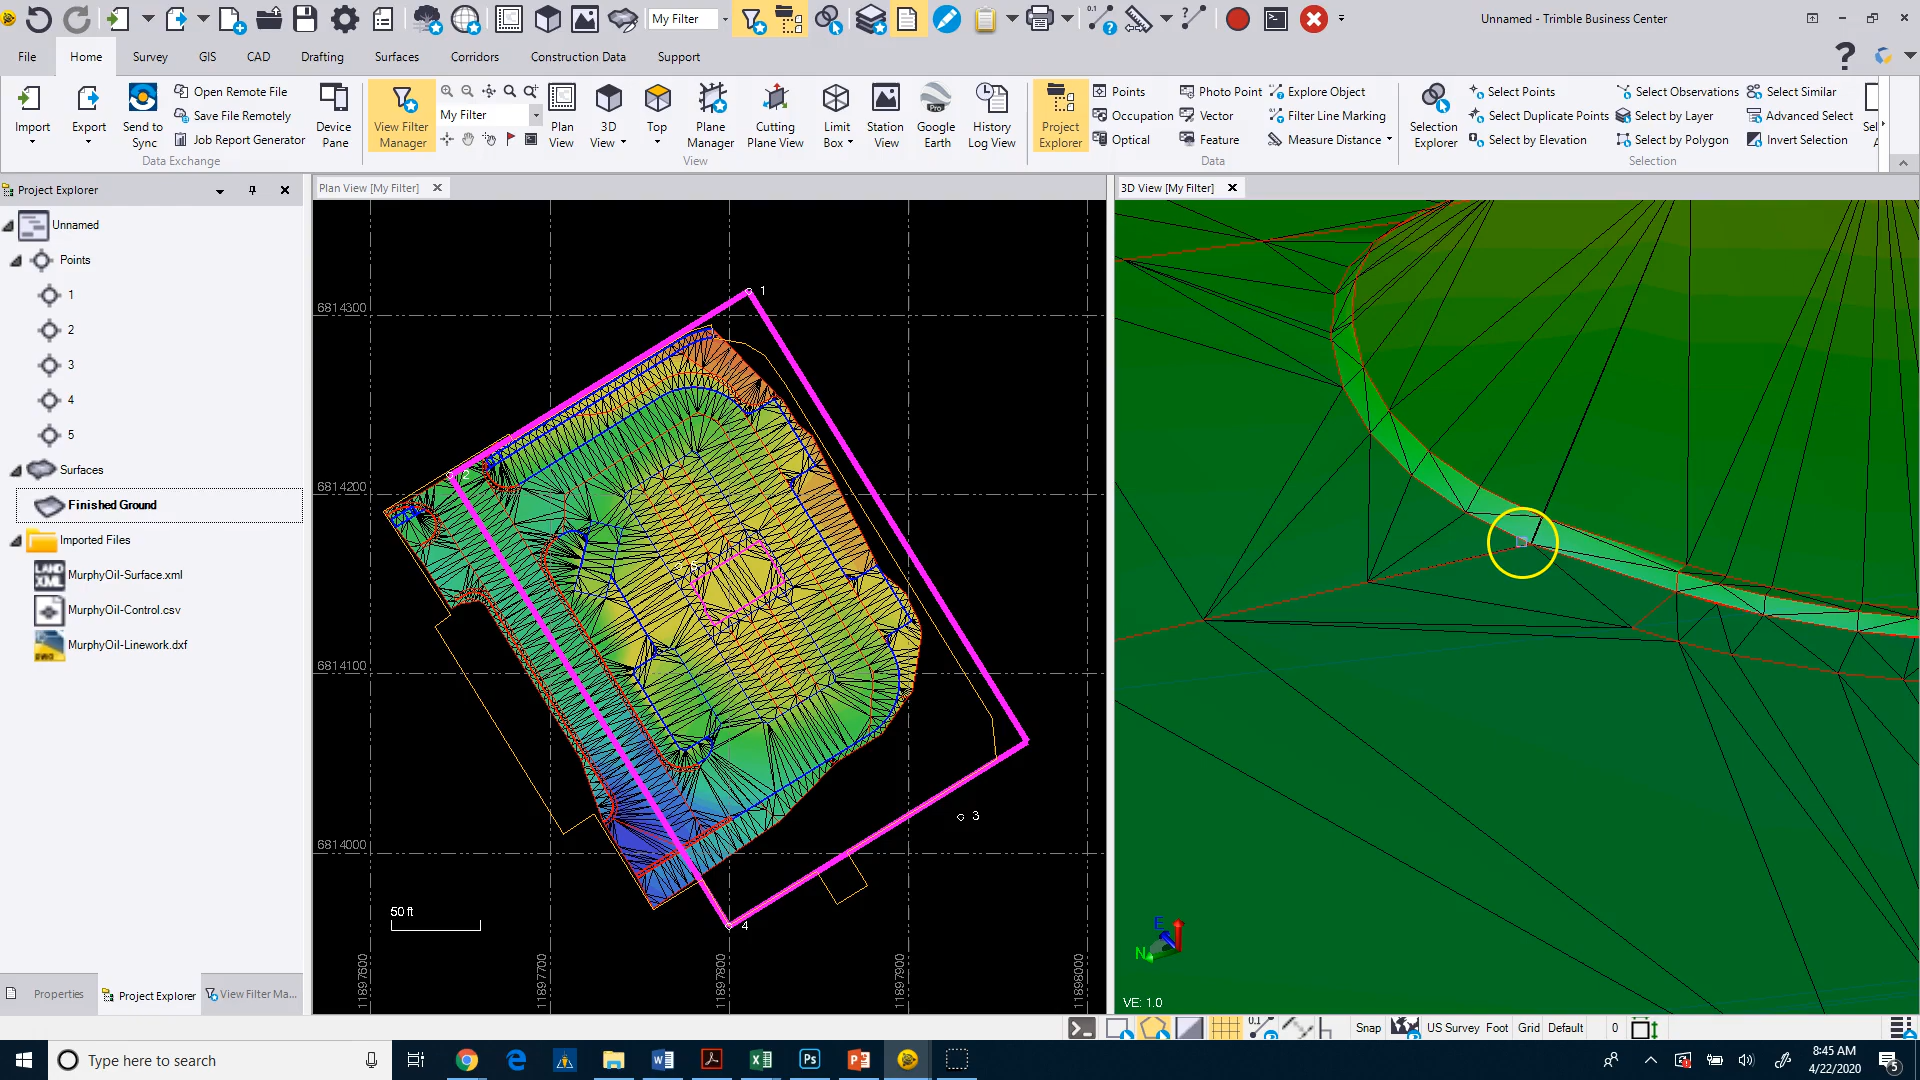 My Filter
Unnamed - Trimble Business Center
File
Home
Survey
GIS
CAD
Drafting
Surfaces
Corridors
Construction Data
Support
Import
Export
Send to Sync
Open Remote File
Save File Remotely
Job Report Generator
Data Exchange
Device Pane
View Filter Manager
My Filter
Plan View
3D View
Top
Plane Manager
Cutting Plane View
Limit Box
Station View
Google Earth
History Log View
View
Project Explorer
Points
Occupation
Optical
Photo Point
Vector
Feature
Explore Object
Filter Line Marking
Measure Distance
Data
Selection Explorer
Select Points
Select Duplicate Points
Select by Elevation
Select Observations
Select by Layer
Select by Polygon
Select Similar
Advanced Select
Invert Selection
Selection
Project Explorer
Unnamed
Points
1
2
3
4
5
Surfaces
Finished Ground
Imported Files
MurphyOil-Surface.xml
MurphyOil-Control.csv
MurphyOil-Linework.dxf
Properties
Project Explorer
View Filter Ma...
Plan View [My Filter]
6814300
6814200
6814100
6814000
11897600
11897700
11897800
11897900
11898000
1
2
3
4
50 ft
3D View [My Filter]
E
N
VE: 1.0
Snap
US Survey Foot
Grid
Default
0
Type here to search
8:45 AM
4/22/2020
5